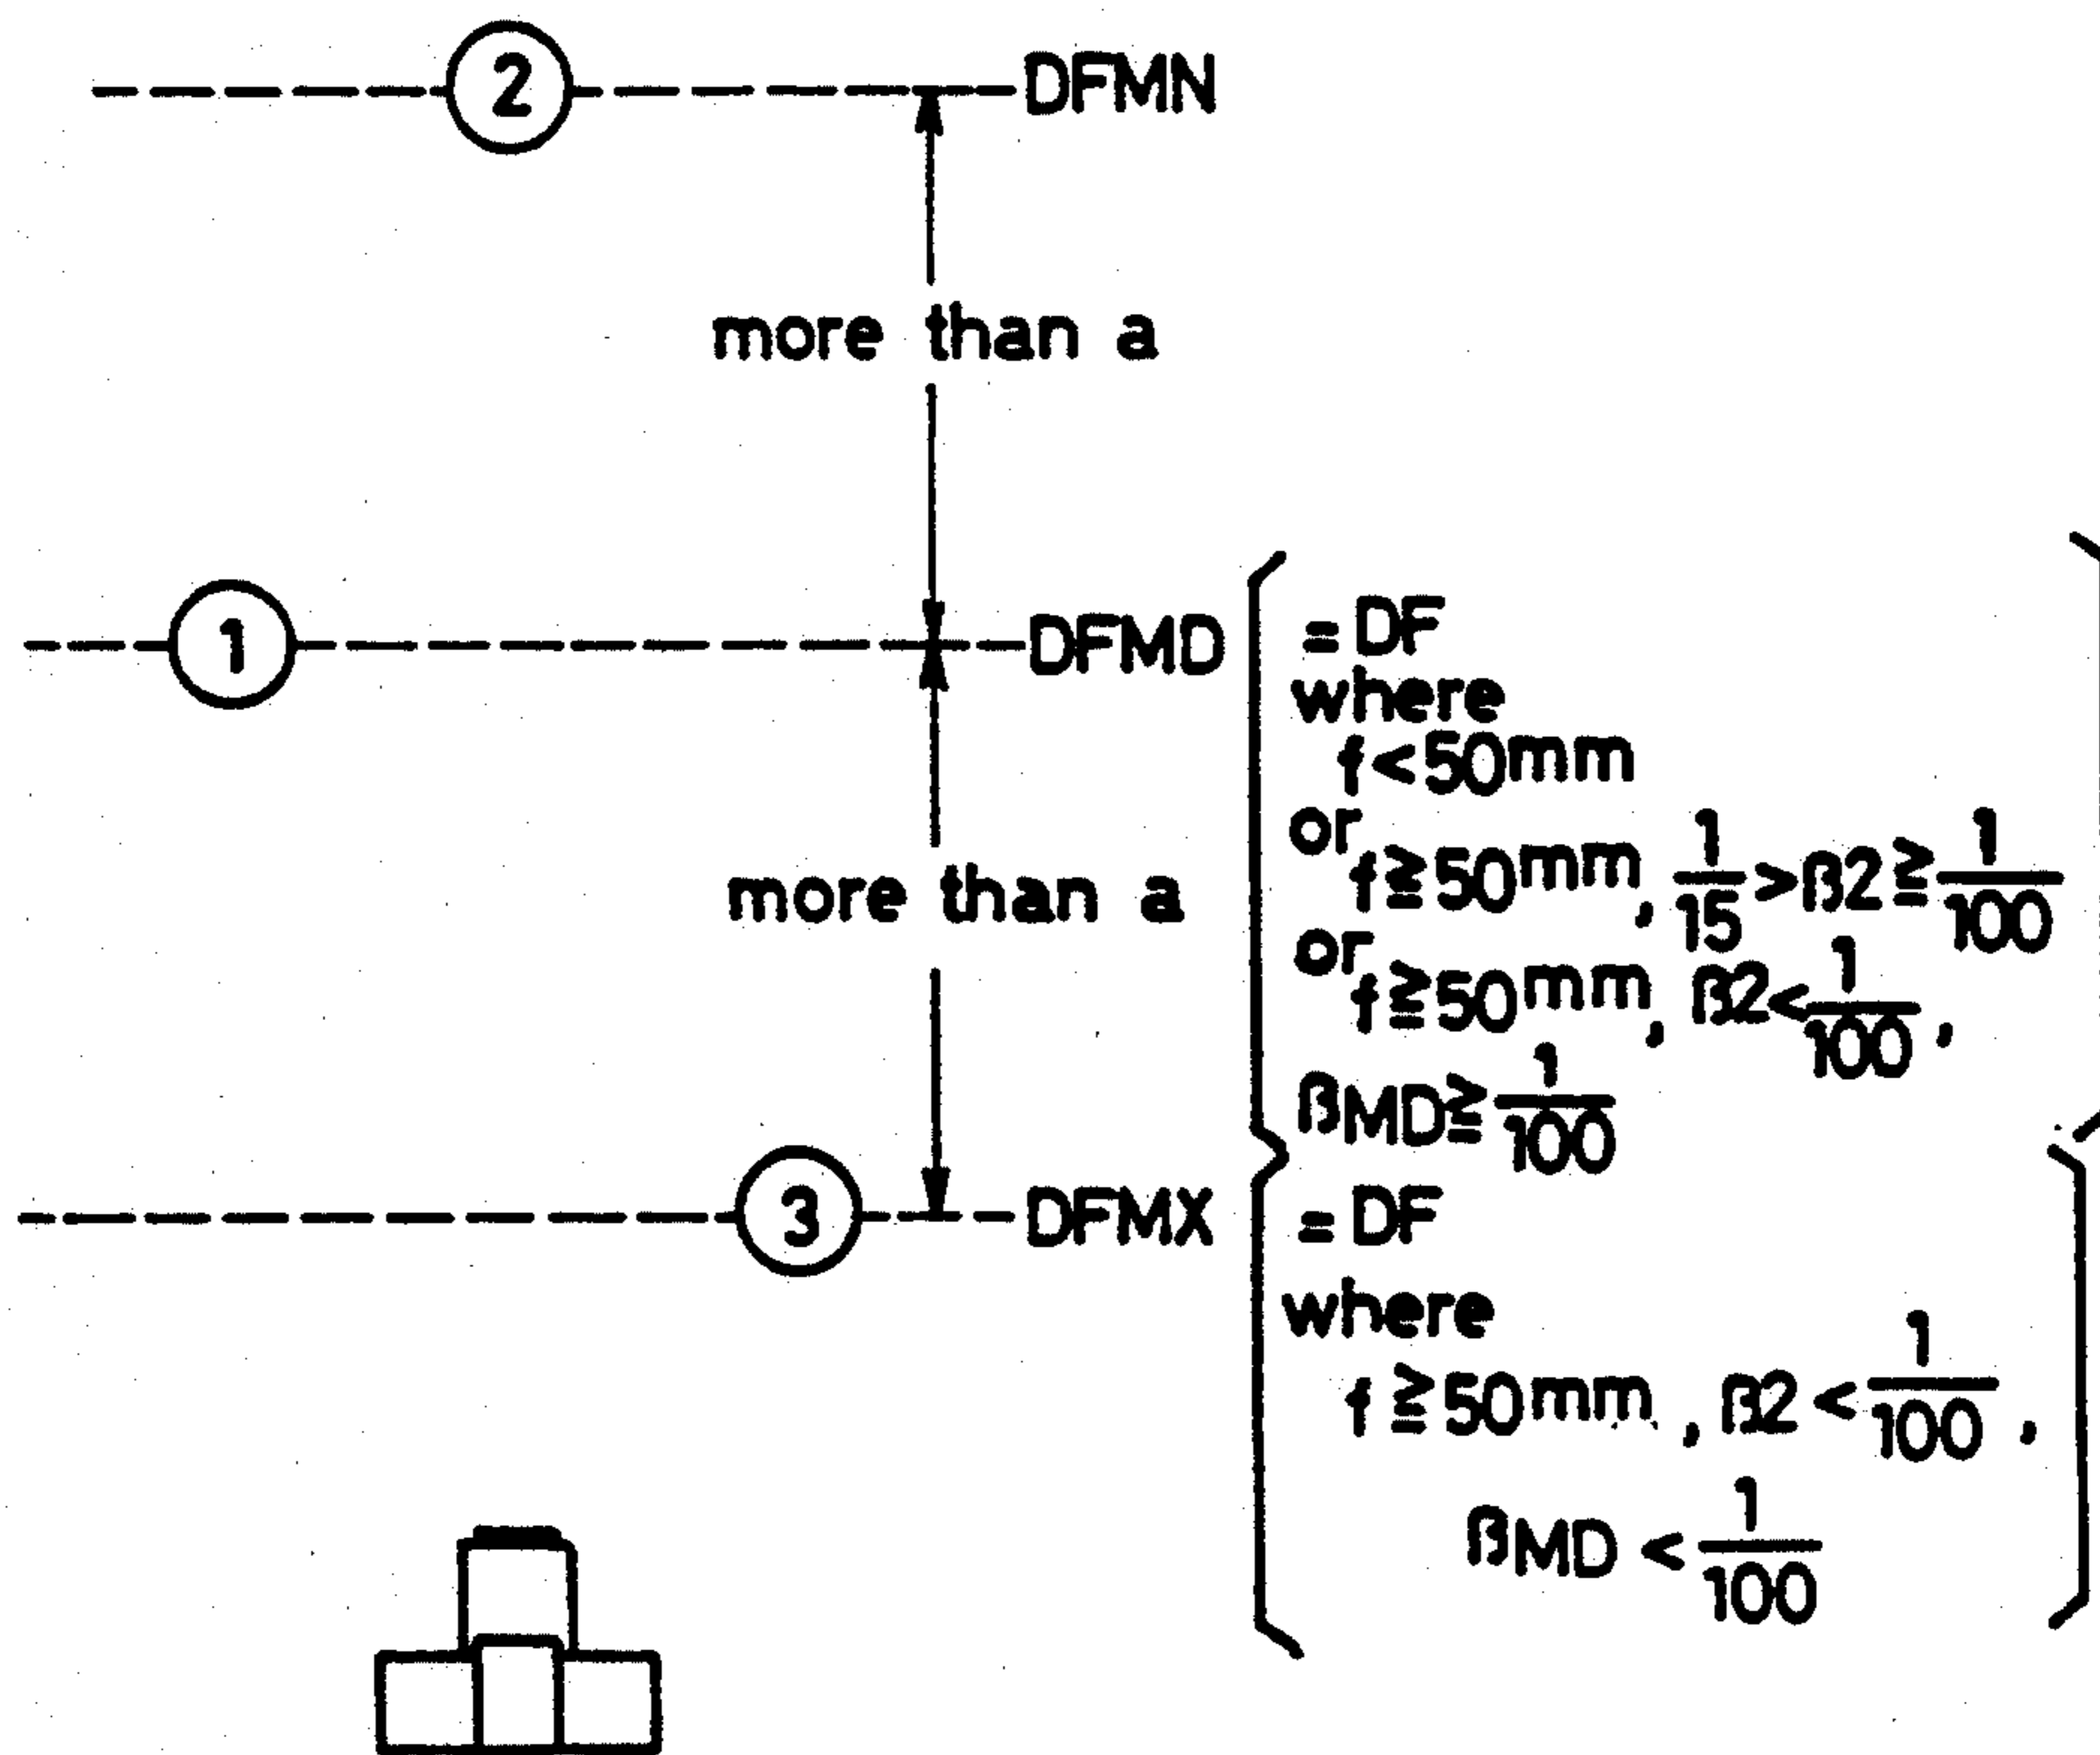 ② DFMN
more than a
① DFMD
= DF
where
f<50mm
or
f≧50mm, 1/15 > β2 ≧ 1/100
or
f≧50mm, β2 < 1/100,
βMD ≧ 1/100
more than a
③ DFMX
= DF
where
f≧50mm, β2 < 1/100,
βMD < 1/100